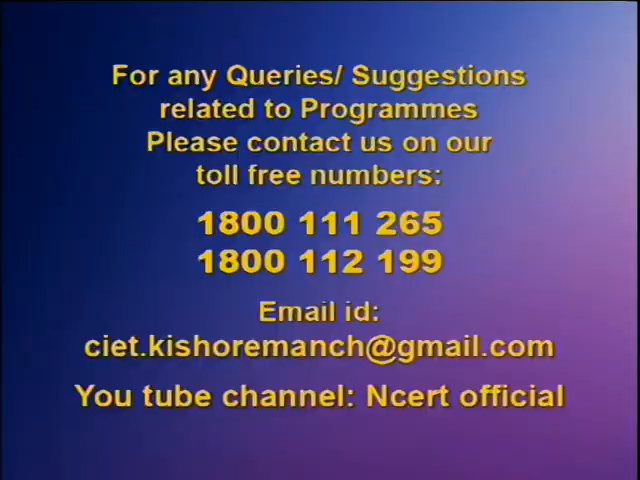 For any Queries/ Suggestions
related to Programmes
Please contact us on our
toll free numbers:
1800 111 265
1800 112 199
Email id:
ciet.kishoremanch@gmail.com
You tube channel: Ncert official